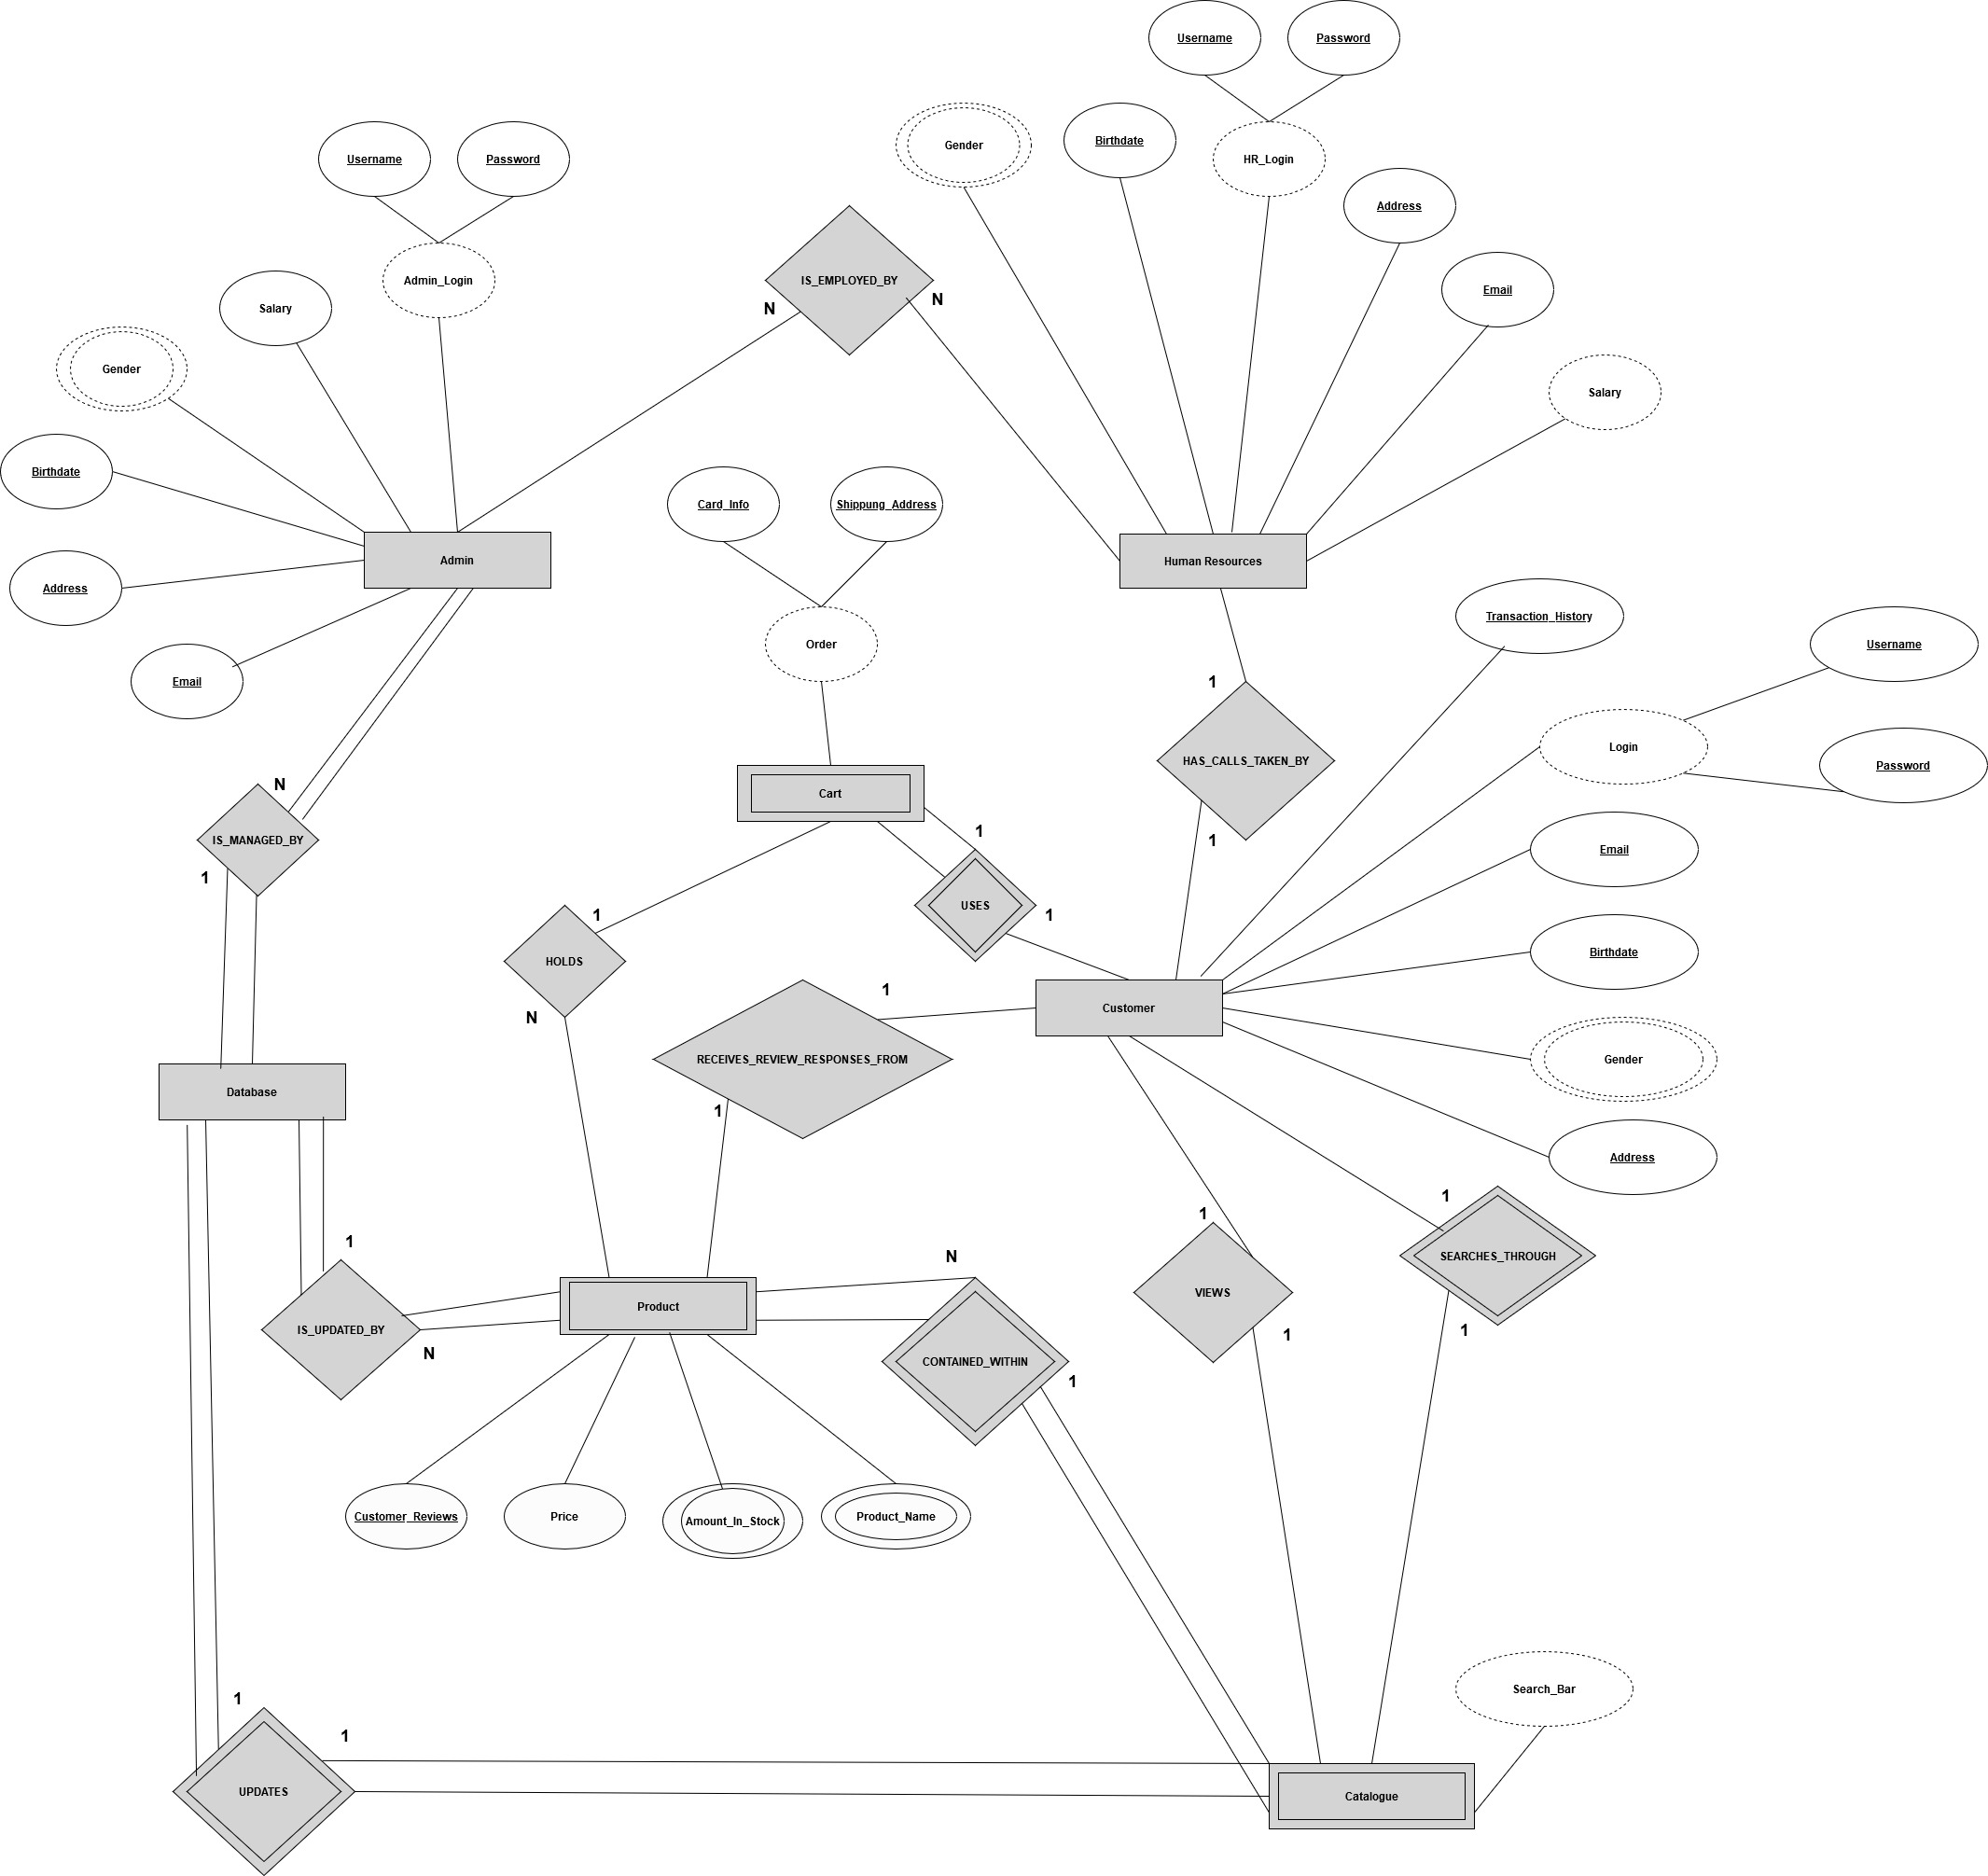 Username
Password
Gender
Birthdate
HR_Login
Username
Password
Address
Admin_Login
IS_EMPLOYED_BY
Email
Salary
N
N
Gender
Salary
Birthdate
Card_Info
Shippung_Address
Admin
Human Resources
Address
Transaction_History
Order
Username
Email
1
Login
HAS_CALLS_TAKEN_BY
Password
N
Cart
1
1
IS_MANAGED_BY
Email
1
USES
1
1
HOLDS
Birthdate
1
N
Customer
RECEIVES_REVIEW_RESPONSES_FROM
Gender
Database
1
Address
1
1
1
N
SEARCHES_THROUGH
VIEWS
Product
IS_UPDATED_BY
1
1
N
CONTAINED_WITHIN
1
Customer_Reviews
Price
Amount_In_Stock
Product_Name
Search_Bar
1
1
UPDATES
Catalogue